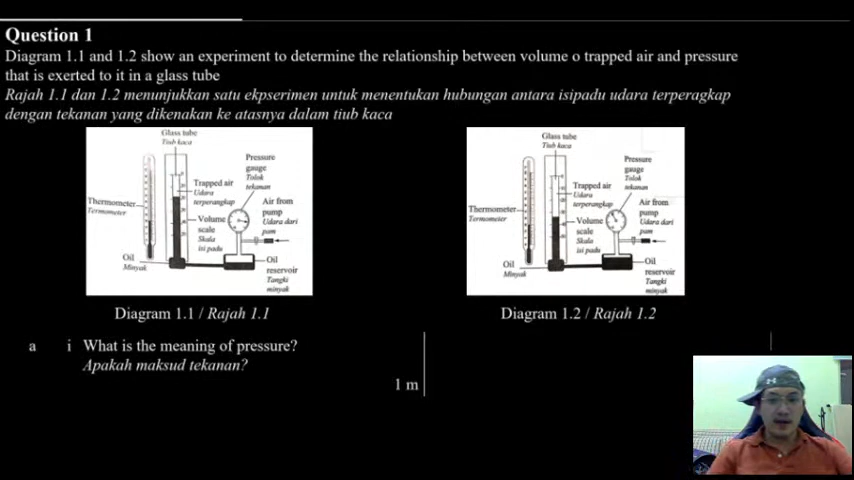 Question 1
Diagram 1.1 and 1.2 show an experiment to determine the relationship between volume o trapped air and pressure
that is exerted to it in a glass tube
Rajah 1.1 dan 1.2 menunjukkan satu ekpserimen untuk menentukan hubungan antara isipadu udara terperagkap
dengan tekanan yang dikenakan ke atasnya dalam tiub kaca
Glass tube
Tiub kaca
Pressure
gauge
Tolok
tekanan
Trapped air
Udara
terperangkap
Thermometer
Termometer
Air from
pump
Udara dari
pam
Volume
scale
Skala
isi padu
Oil
Minyak
Oil
reservoir
Tangki
minyak
Glass tube
Tiub kaca
Pressure
gauge
Tolok
tekanan
Trapped air
Udara
terperangkap
Thermometer
Termometer
Air from
pump
Udara dari
pam
Volume
scale
Skala
isi padu
Oil
Minyak
Oil
reservoir
Tangki
minyak
Diagram 1.1 / Rajah 1.1
Diagram 1.2 / Rajah 1.2
a i What is the meaning of pressure?
Apakah maksud tekanan?
1 m